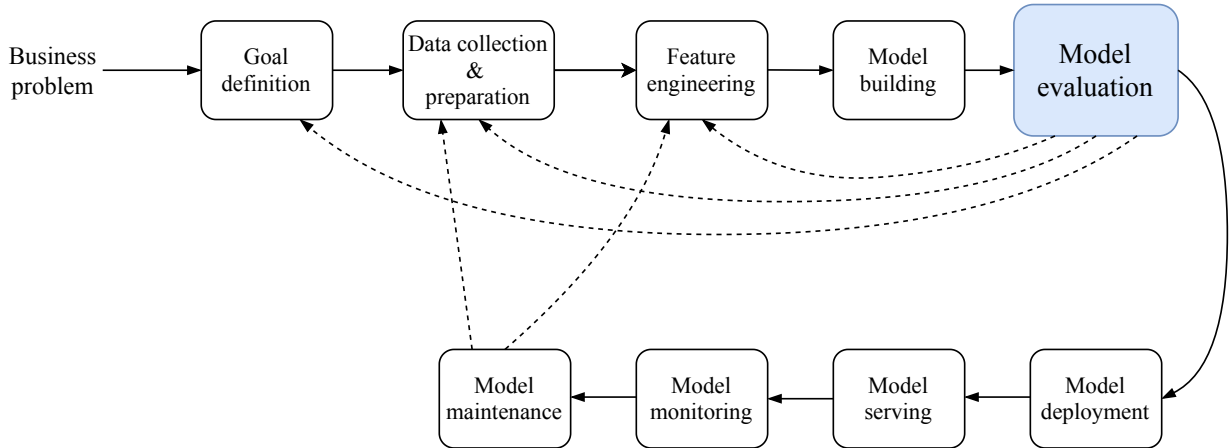 Business
problem
Goal
definition
Data collection
&
preparation
Feature
engineering
Model
building
Model
evaluation
Model
maintenance
Model
monitoring
Model
serving
Model
deployment